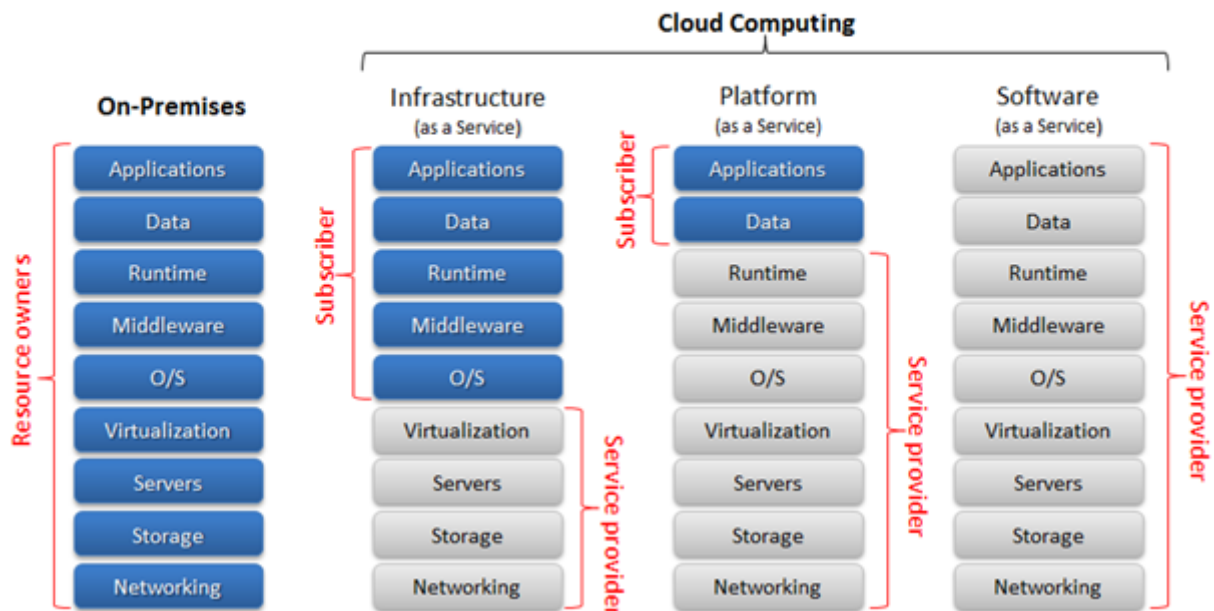 Cloud Computing
On-Premises
Infrastructure
(as a Service)
Platform
(as a Service)
Software
(as a Service)
Resource owners
Applications
Data
Runtime
Middleware
O/S
Virtualization
Servers
Storage
Networking
Subscriber
Applications
Data
Runtime
Middleware
O/S
Virtualization
Servers
Storage
Networking
Service provider
Subscriber
Applications
Data
Runtime
Middleware
O/S
Virtualization
Servers
Storage
Networking
Service provider
Applications
Data
Runtime
Middleware
O/S
Virtualization
Servers
Storage
Networking
Service provider